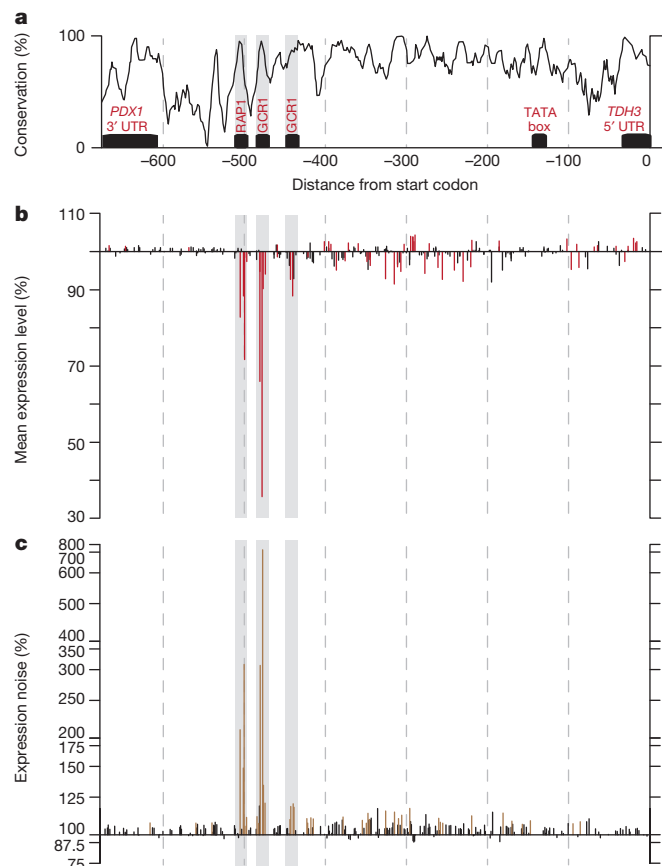 a
Conservation (%)
100
0
PDX1
3′ UTR
RAP1
GCR1
GCR1
TATA
box
TDH3
5′ UTR
−600
−500
−400
−300
−200
−100
0
Distance from start codon
b
Mean expression level (%)
110
90
70
50
30
c
Expression noise (%)
800
700
600
500
400
350
300
250
200
175
150
125
100
87.5
75